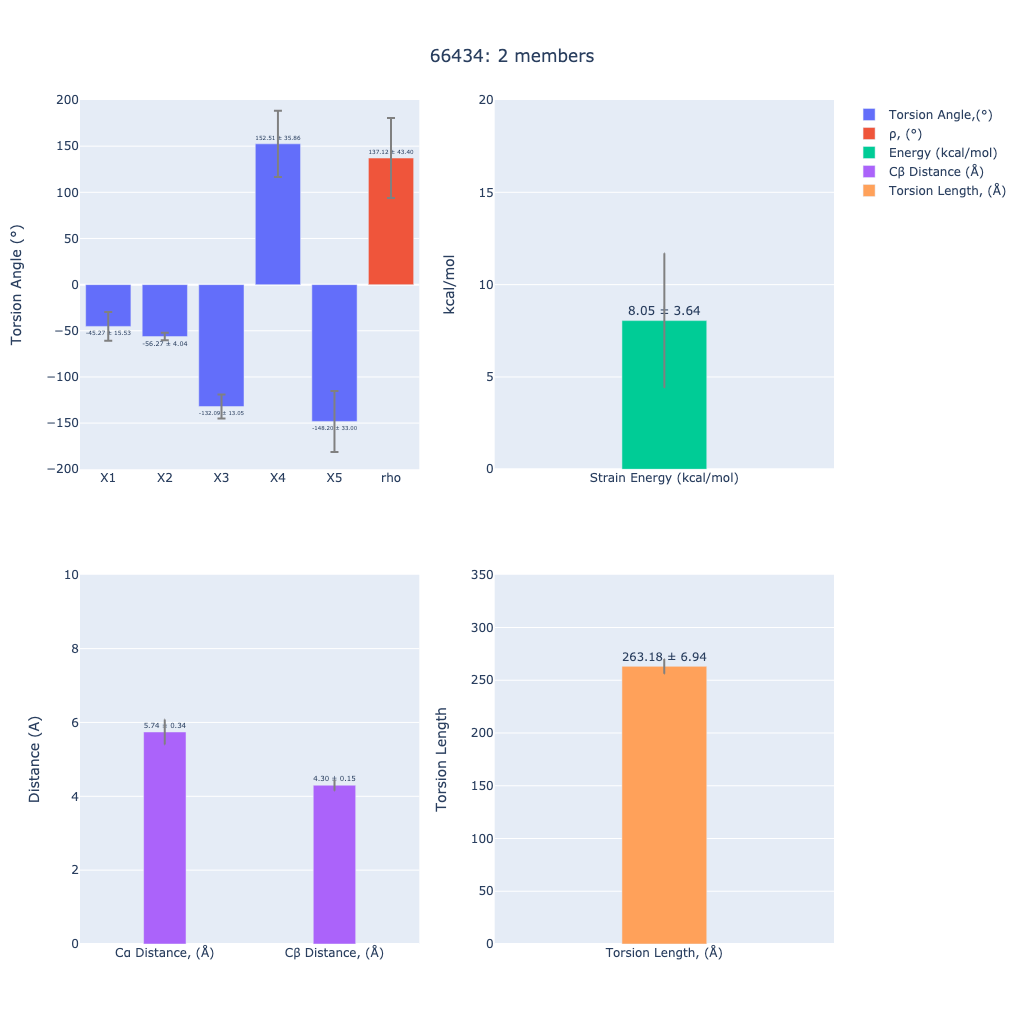 66434: 2 members
Torsion Angle (°)
200
150
100
50
0
−50
−100
−150
−200
-45.27 ± 15.53
-56.27 ± 4.04
-132.09 ± 13.05
152.51 ± 35.86
-148.20 ± 33.00
137.12 ± 43.40
X1 X2 X3 X4 X5 rho
kcal/mol
20
15
10
5
0
8.05 ± 3.64
Strain Energy (kcal/mol)
Torsion Angle,(°)
ρ, (°)
Energy (kcal/mol)
Cβ Distance (Å)
Torsion Length, (Å)
Distance (A)
10
8
6
4
2
0
5.74 ± 0.34
4.30 ± 0.15
Cα Distance, (Å) Cβ Distance, (Å)
Torsion Length
350
300
250
200
150
100
50
0
263.18 ± 6.94
Torsion Length, (Å)